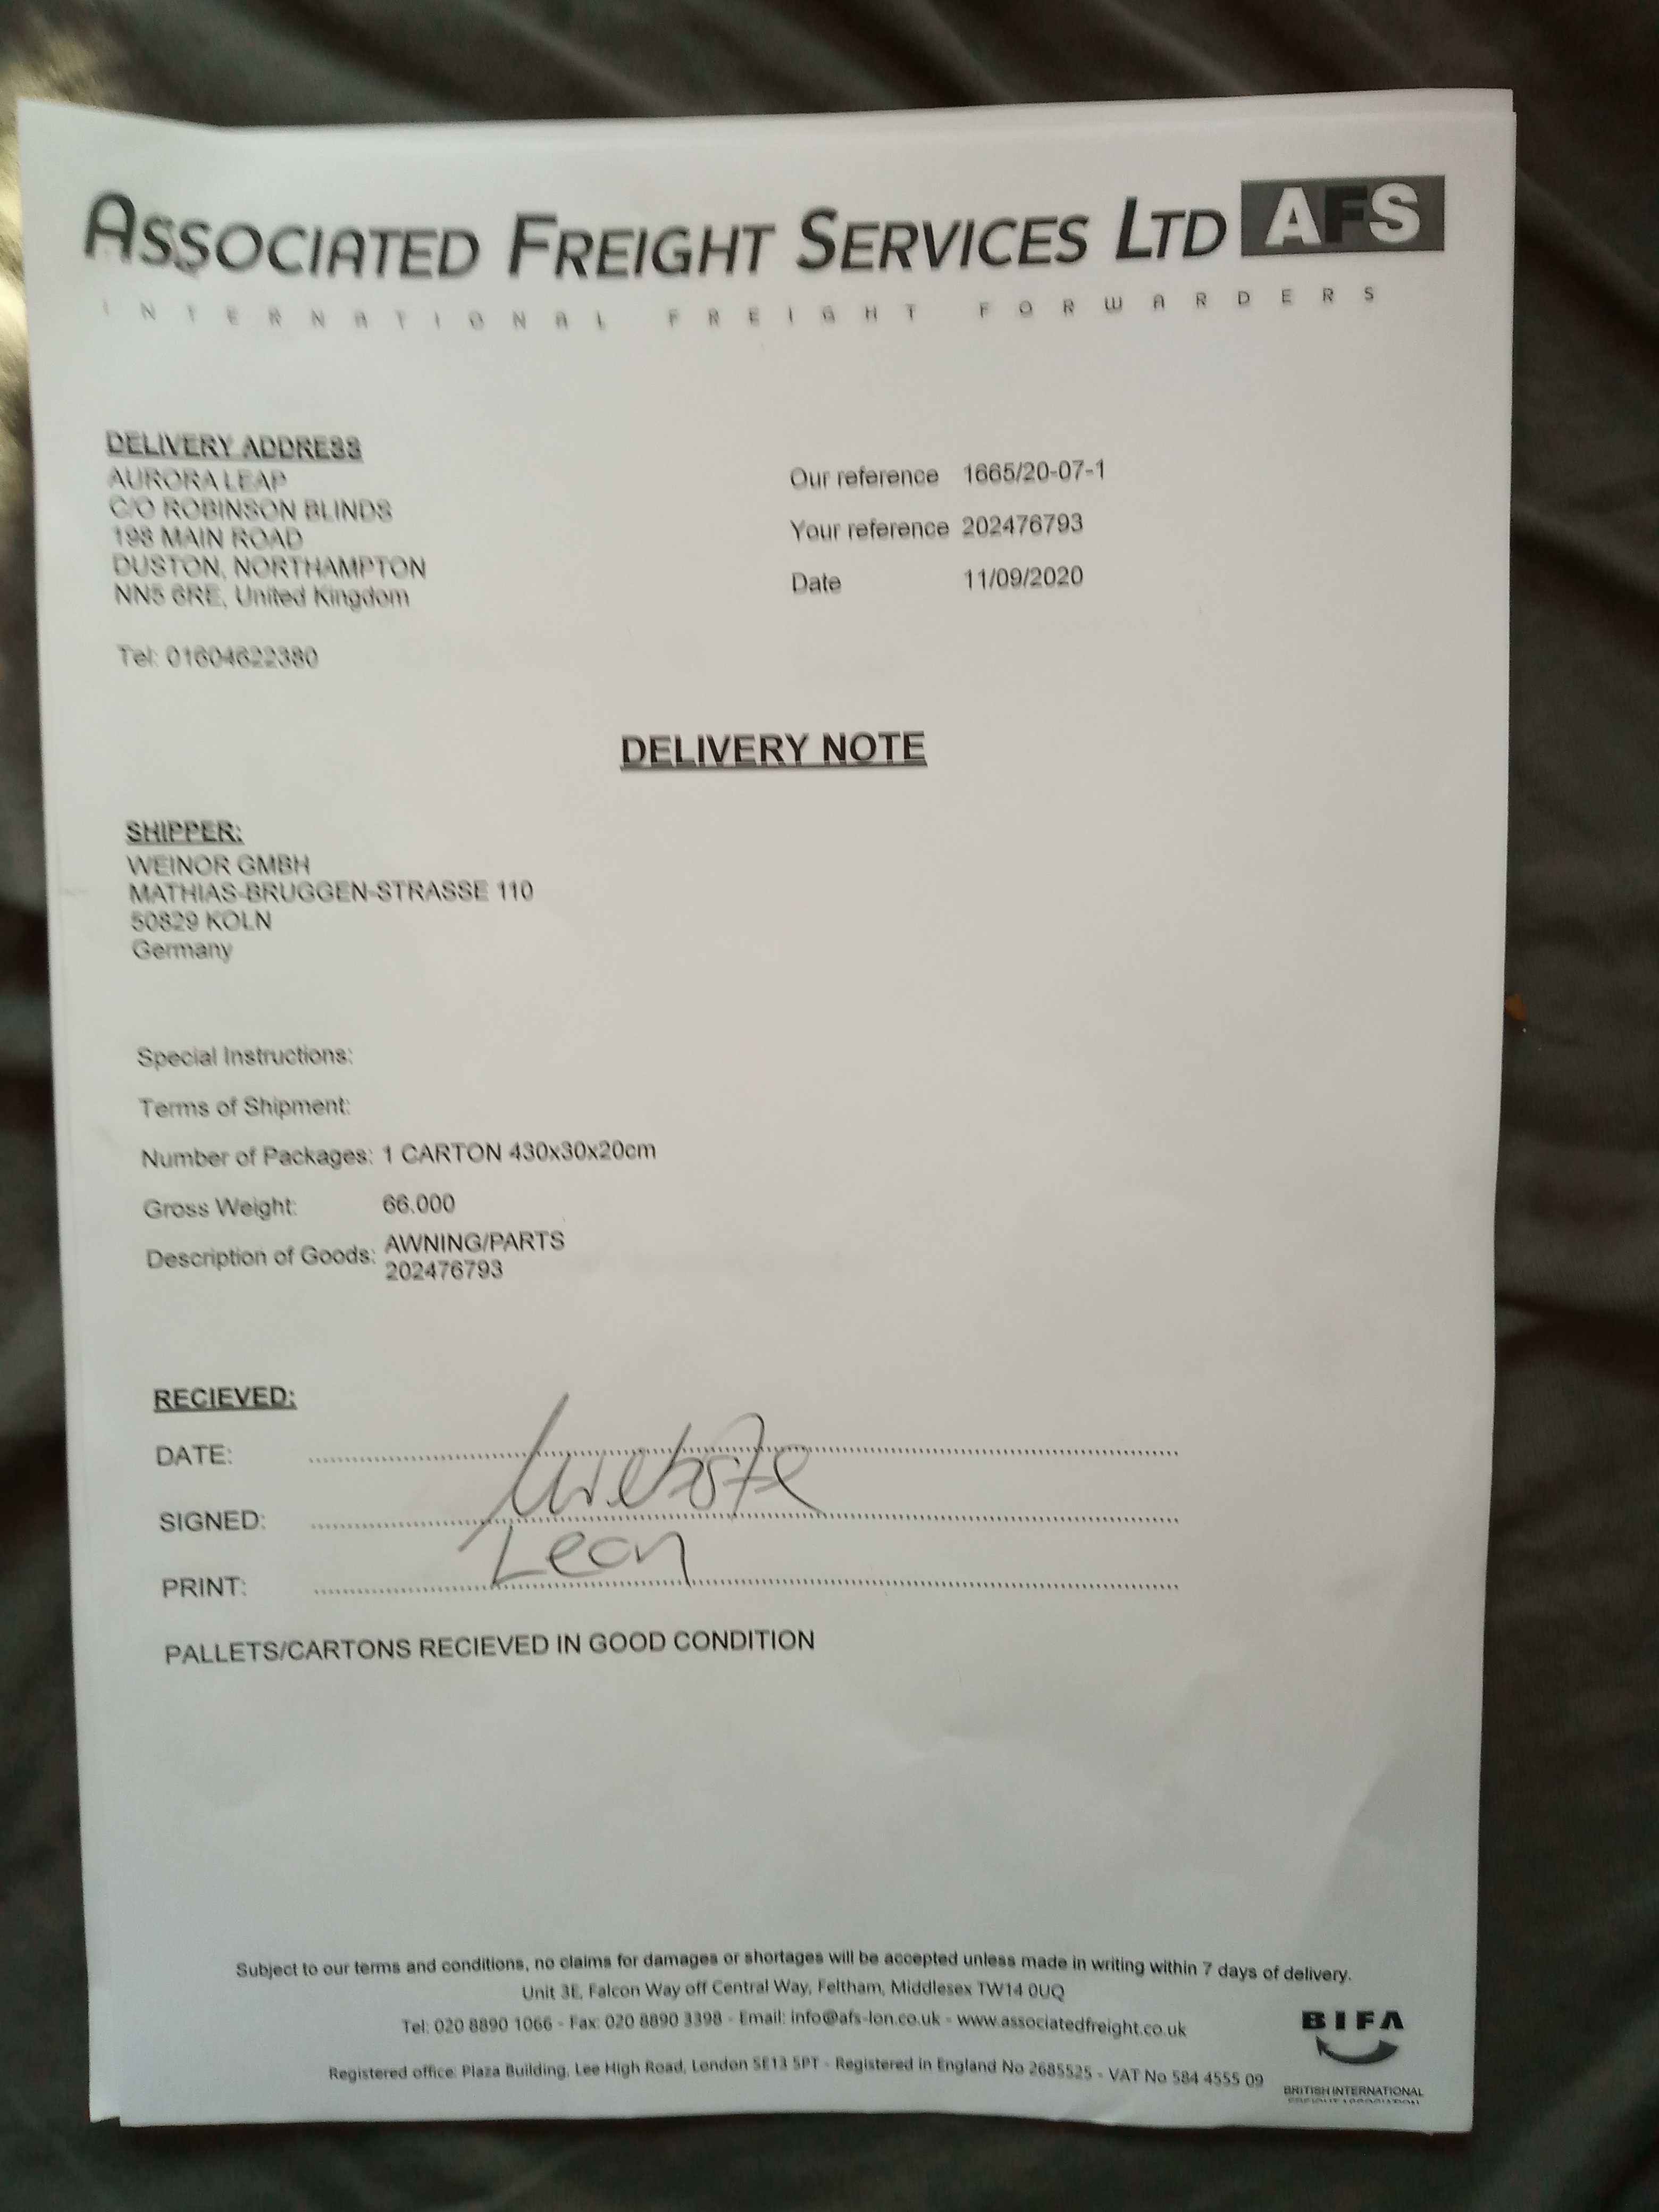 ASSOCIATED FREIGHT SERVICES LTD AFS
INTERNATIONAL FREIGHT FORWARDERS
DELIVERY ADDRESS
AURORA LEAP
C/O ROBINSON BLINDS
198 MAIN ROAD
DUSTON, NORTHAMPTON
NN5 6RE, United Kingdom
Tel: 01604622380
Our reference 1665/20-07-1
Your reference 202476793
Date 11/09/2020
DELIVERY NOTE
SHIPPER:
WEINOR GMBH
MATHIAS-BRUGGEN-STRASSE 110
50829 KOLN
Germany
Special Instructions:
Terms of Shipment:
Number of Packages: 1 CARTON 430x30x20cm
Gross Weight: 66.000
Description of Goods: AWNING/PARTS
202476793
RECIEVED:
DATE:
SIGNED:
PRINT: Leon
PALLETS/CARTONS RECIEVED IN GOOD CONDITION
Subject to our terms and conditions, no claims for damages or shortages will be accepted unless made in writing within 7 days of delivery.
Unit 3E, Falcon Way off Central Way, Feltham, Middlesex TW14 0UQ
Tel: 020 8890 1066 - Fax: 020 8890 3398 - Email: info@afs-lon.co.uk - www.associatedfreight.co.uk
Registered office: Plaza Building, Lee High Road, London SE13 5PT - Registered in England No 2685525 - VAT No 584 4555 09
BIFA
BRITISH INTERNATIONAL
FREIGHT ASSOCIATION